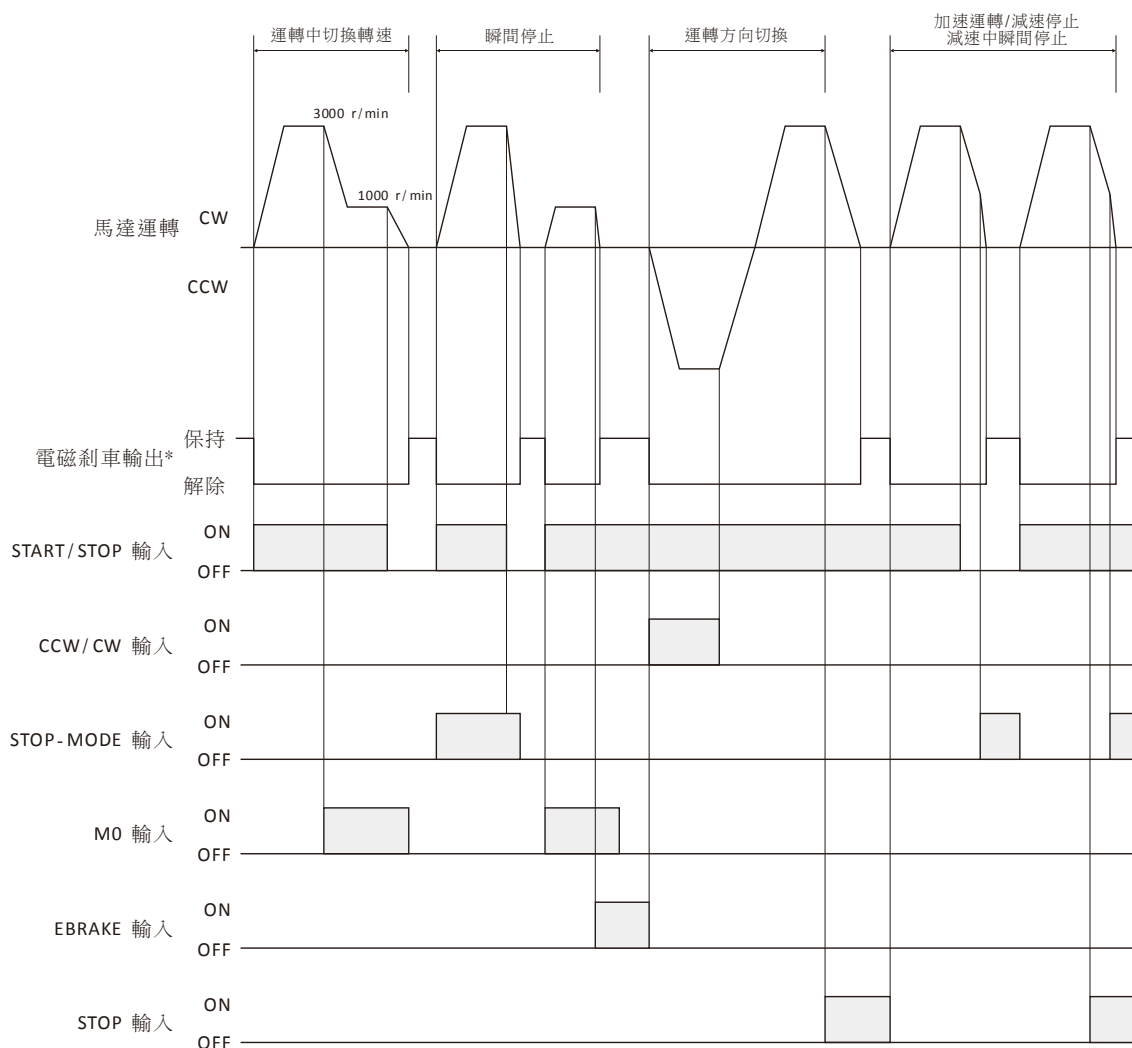 運轉中切換轉速
瞬間停止
運轉方向切換
加速運轉/減速停止
減速中瞬間停止
3000 r/min
1000 r/min
馬達運轉
CW
CCW
電磁剎車輸出*
保持
解除
START/STOP 輸入
ON
OFF
CCW/CW 輸入
ON
OFF
STOP-MODE 輸入
ON
OFF
M0 輸入
ON
OFF
EBRAKE 輸入
ON
OFF
STOP 輸入
ON
OFF